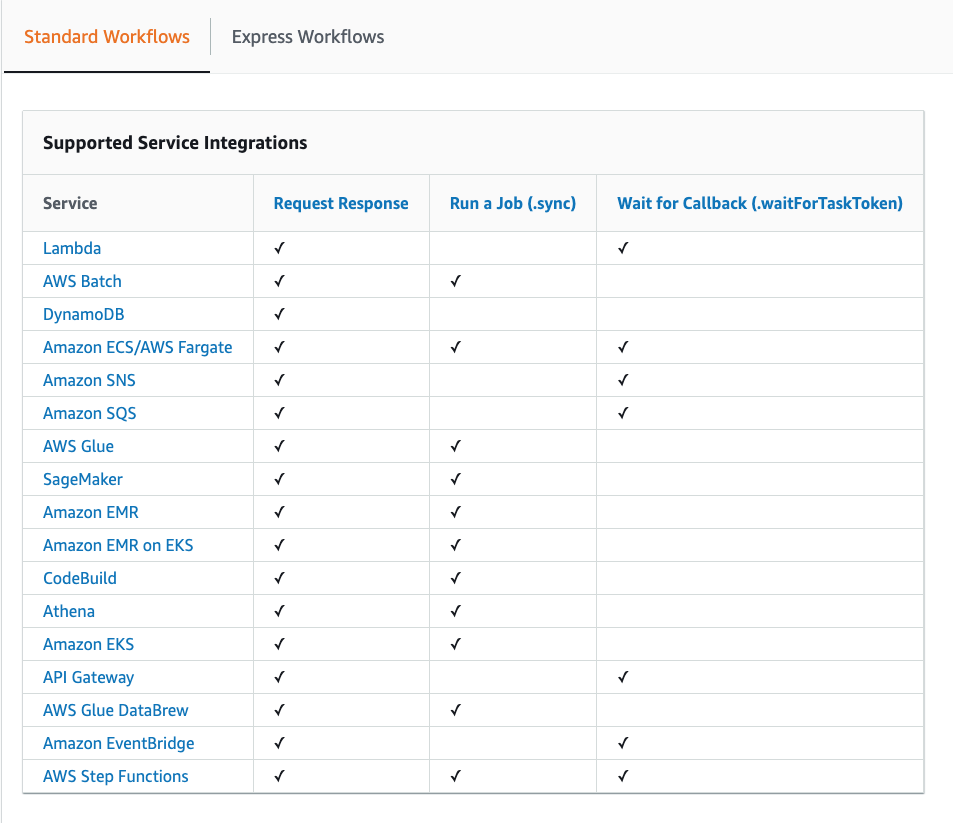 Standard Workflows Express Workflows
Supported Service Integrations
Service Request Response Run a Job (.sync) Wait for Callback (.waitForTaskToken)
Lambda ✓ ✓
AWS Batch ✓ ✓
DynamoDB ✓
Amazon ECS/AWS Fargate ✓ ✓ ✓
Amazon SNS ✓ ✓
Amazon SQS ✓ ✓
AWS Glue ✓ ✓
SageMaker ✓ ✓
Amazon EMR ✓ ✓
Amazon EMR on EKS ✓ ✓
CodeBuild ✓ ✓
Athena ✓ ✓
Amazon EKS ✓ ✓
API Gateway ✓ ✓
AWS Glue DataBrew ✓ ✓
Amazon EventBridge ✓ ✓
AWS Step Functions ✓ ✓ ✓